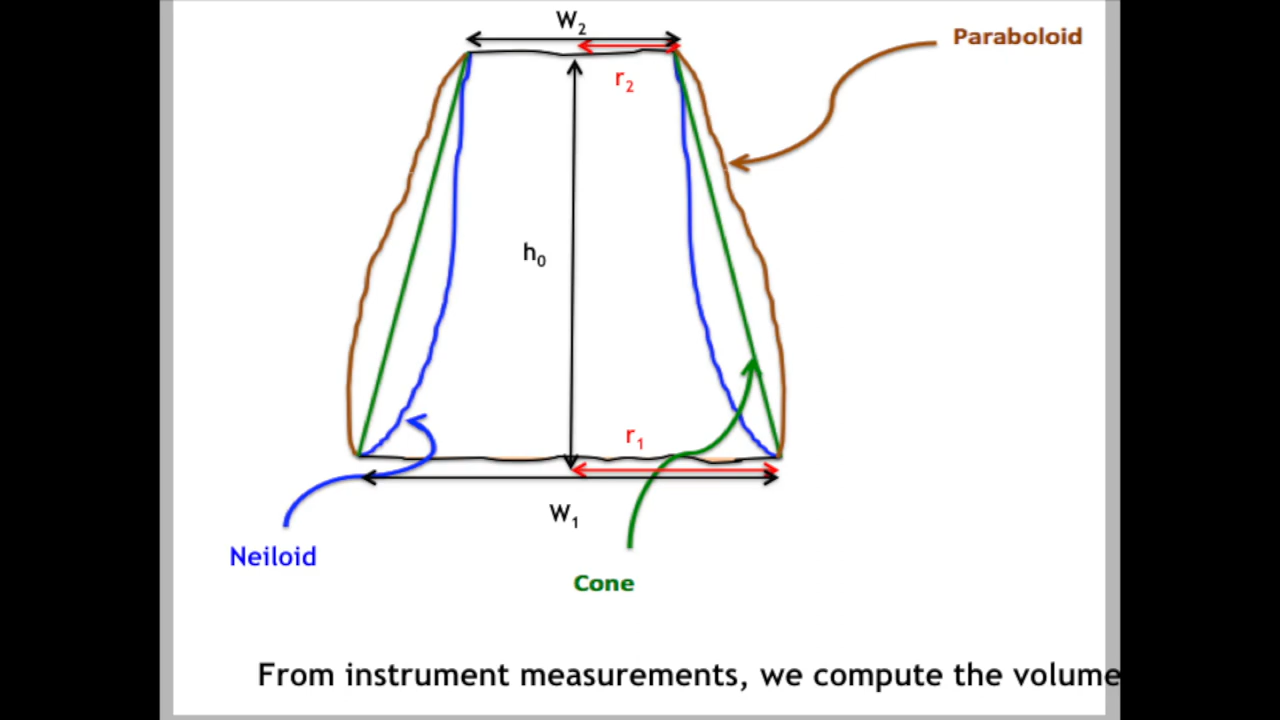 W2
Paraboloid
r2
h0
r1
W1
Neiloid
Cone
From instrument measurements, we compute the volume